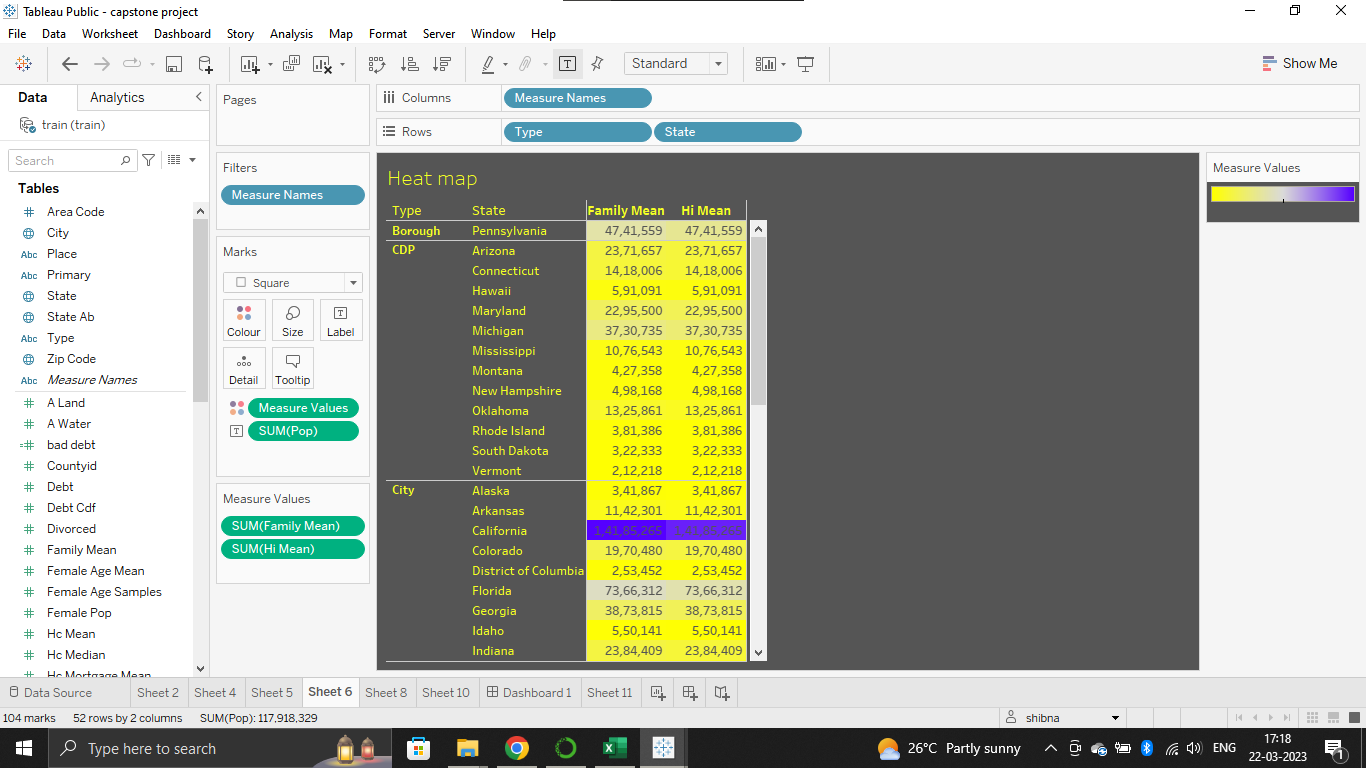 Tableau Public - capstone project
File Data Worksheet Dashboard Story Analysis Map Format Server Window Help
Standard
Show Me
Data Analytics
train (train)
Search
Tables
Area Code
City
Abc Place
Abc Primary
State
State Ab
Abc Type
Zip Code
Abc Measure Names
A Land
A Water
bad debt
Countyid
Debt
Debt Cdf
Divorced
Family Mean
Female Age Mean
Female Age Samples
Female Pop
Hc Mean
Hc Median
Hc Mortgage Mean
Pages
Filters
Measure Names
Marks
Square
Colour Size Label
Detail Tooltip
Measure Values
SUM(Pop)
Measure Values
SUM(Family Mean)
SUM(Hi Mean)
Columns Measure Names
Rows Type State
Heat map
Type State Family Mean Hi Mean
Borough Pennsylvania 47,41,559 47,41,559
CDP Arizona 23,71,657 23,71,657
Connecticut 14,18,006 14,18,006
Hawaii 5,91,091 5,91,091
Maryland 22,95,500 22,95,500
Michigan 37,30,735 37,30,735
Mississippi 10,76,543 10,76,543
Montana 4,27,358 4,27,358
New Hampshire 4,98,168 4,98,168
Oklahoma 13,25,861 13,25,861
Rhode Island 3,81,386 3,81,386
South Dakota 3,22,333 3,22,333
Vermont 2,12,218 2,12,218
City Alaska 3,41,867 3,41,867
Arkansas 11,42,301 11,42,301
California 1,41,85,265 1,41,85,265
Colorado 19,70,480 19,70,480
District of Columbia 2,53,452 2,53,452
Florida 73,66,312 73,66,312
Georgia 38,73,815 38,73,815
Idaho 5,50,141 5,50,141
Indiana 23,84,409 23,84,409
Measure Values
Data Source Sheet 2 Sheet 4 Sheet 5 Sheet 6 Sheet 8 Sheet 10 Dashboard 1 Sheet 11
104 marks 52 rows by 2 columns SUM(Pop): 117,918,329 shibna
Type here to search
26°C Partly sunny
ENG
17:18
22-03-2023
1